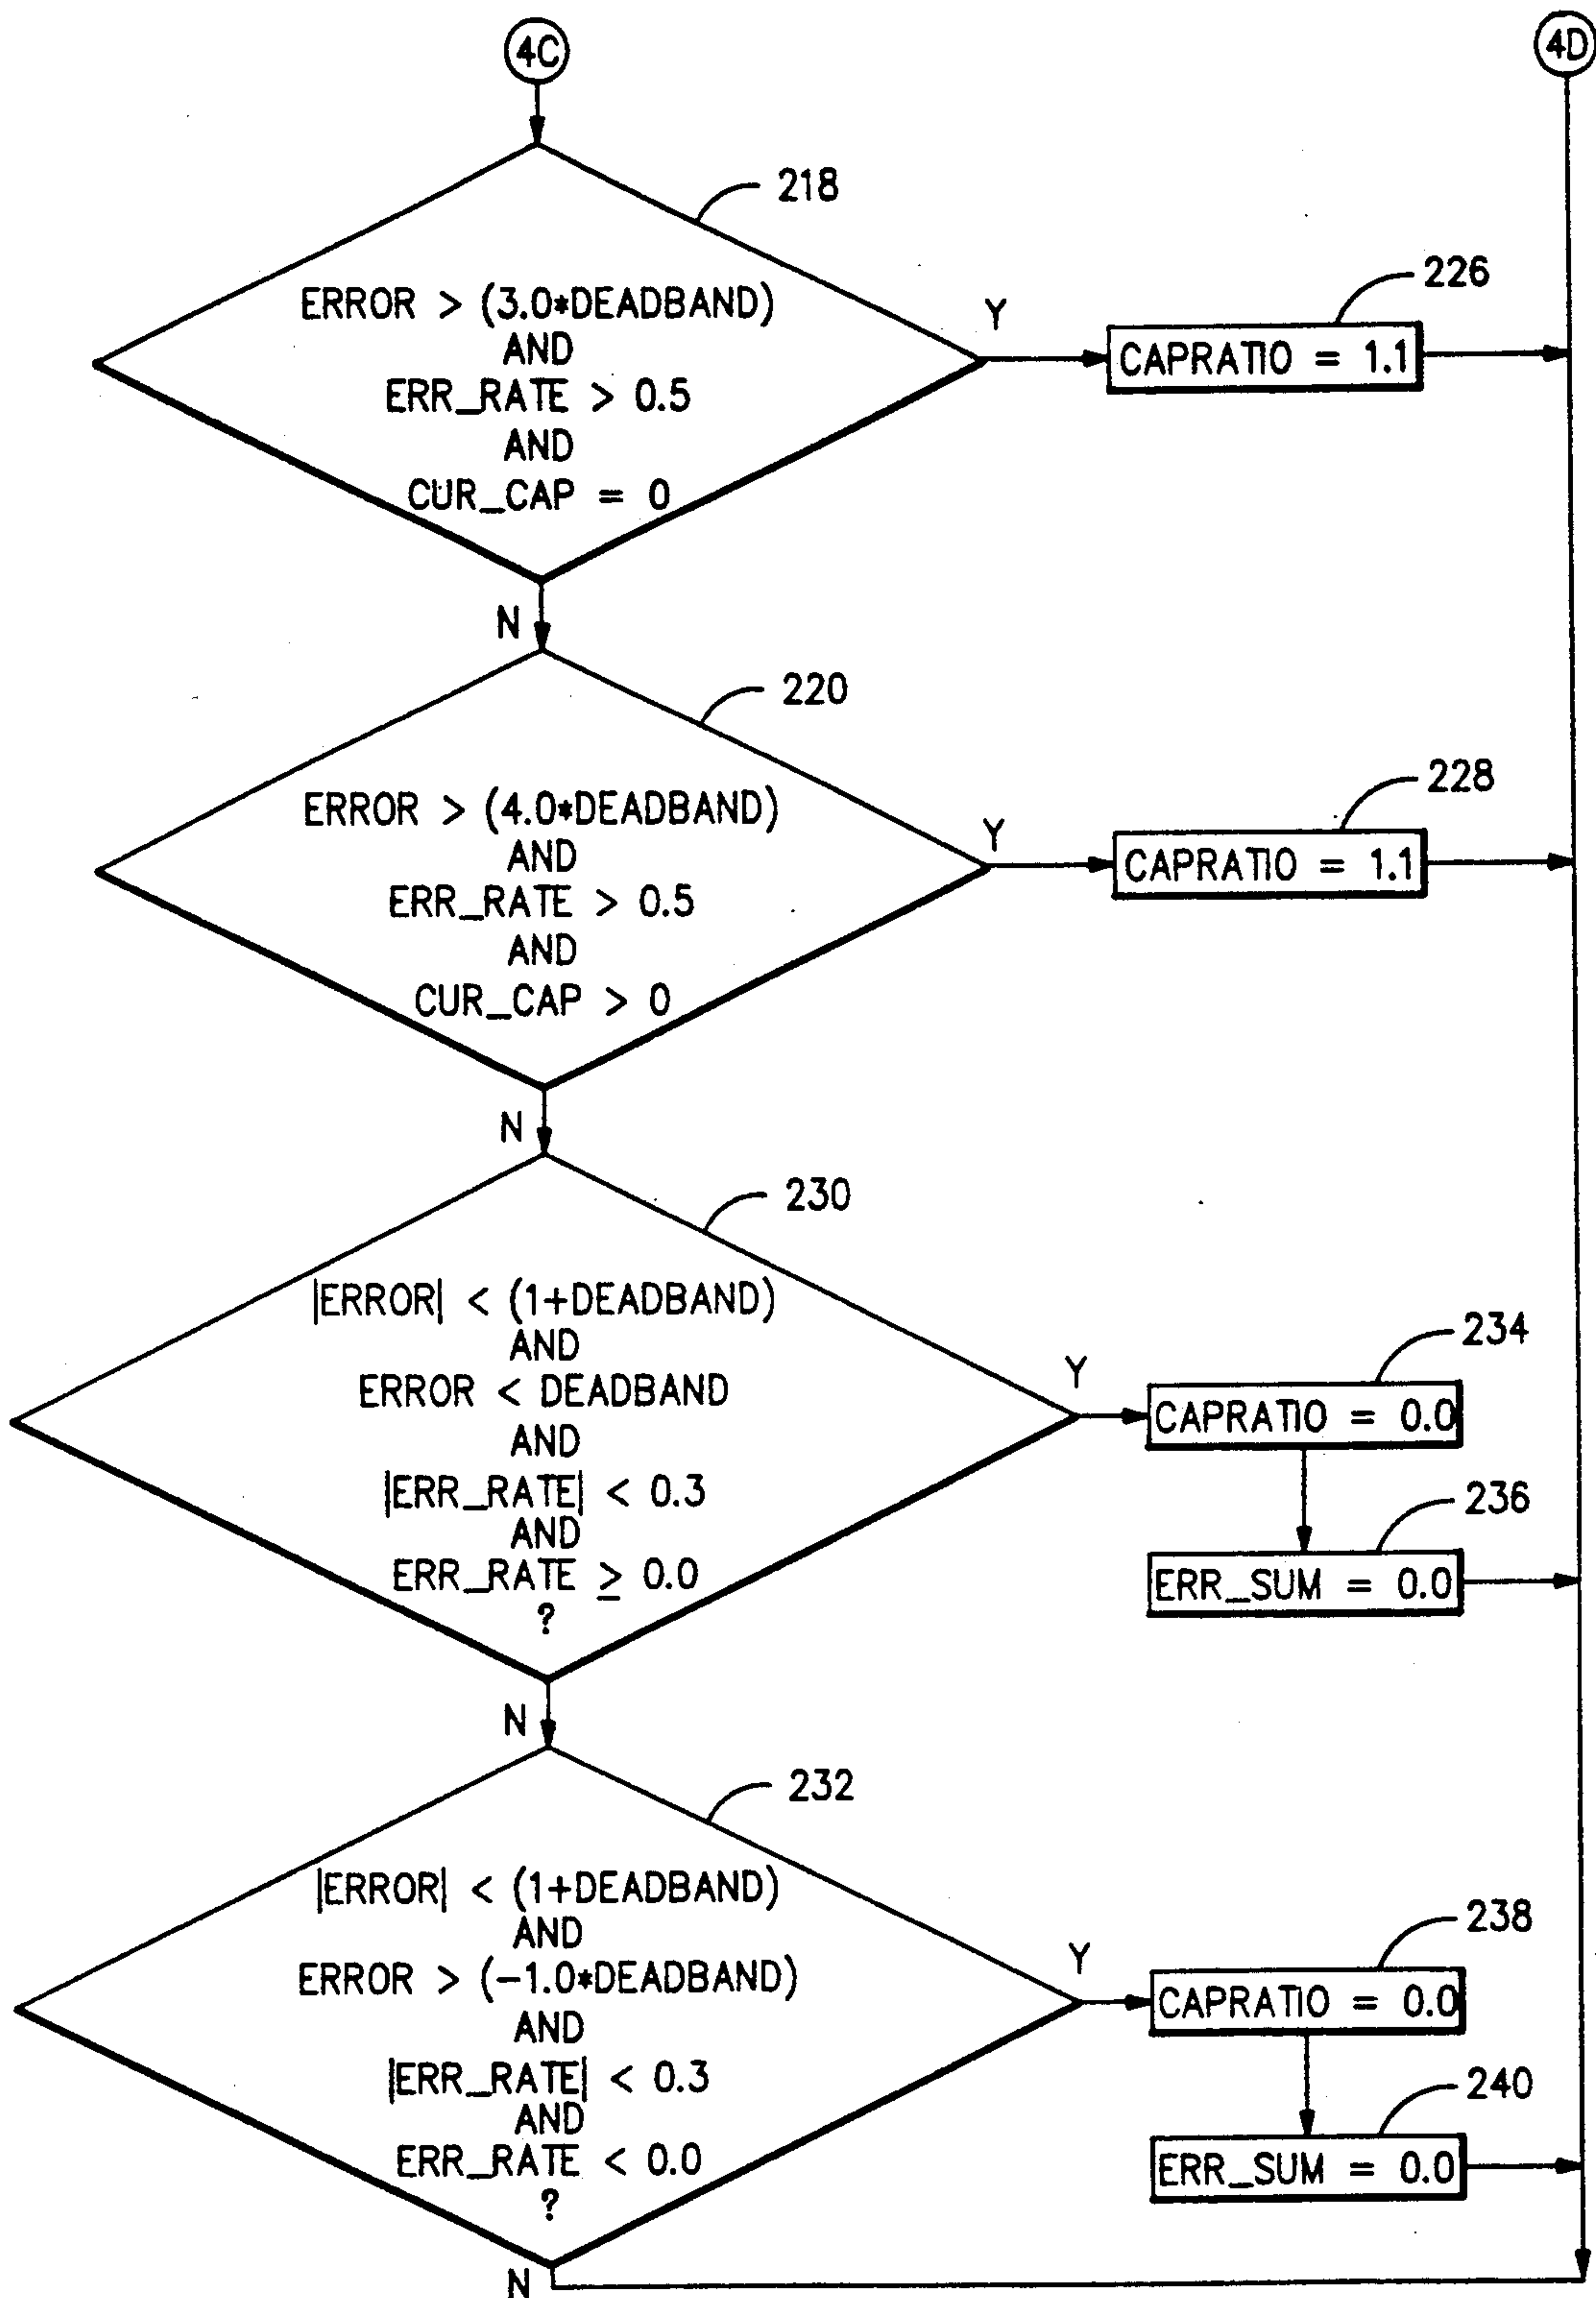 4C
4D
218
ERROR > (3.0*DEADBAND)
AND
ERR_RATE > 0.5
AND
CUR_CAP = 0
Y
226
CAPRATIO = 1.1
N
220
ERROR > (4.0*DEADBAND)
AND
ERR_RATE > 0.5
AND
CUR_CAP > 0
Y
228
CAPRATIO = 1.1
N
230
|ERROR| < (1+DEADBAND)
AND
ERROR < DEADBAND
AND
|ERR_RATE| < 0.3
AND
ERR_RATE ≥ 0.0
?
Y
234
CAPRATIO = 0.0
236
ERR_SUM = 0.0
N
232
|ERROR| < (1+DEADBAND)
AND
ERROR > (-1.0*DEADBAND)
AND
|ERR_RATE| < 0.3
AND
ERR_RATE < 0.0
?
Y
238
CAPRATIO = 0.0
240
ERR_SUM = 0.0
N